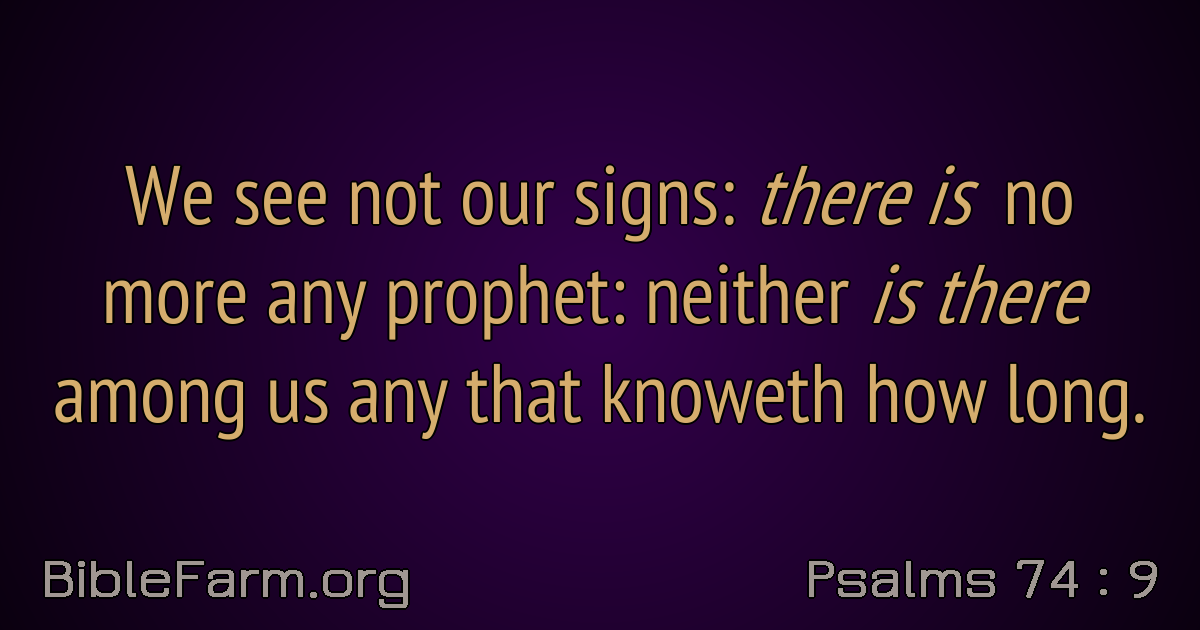 We see not our signs: there is no
more any prophet: neither is there
among us any that knoweth how long.
BibleFarm.org
Psalms 74 : 9